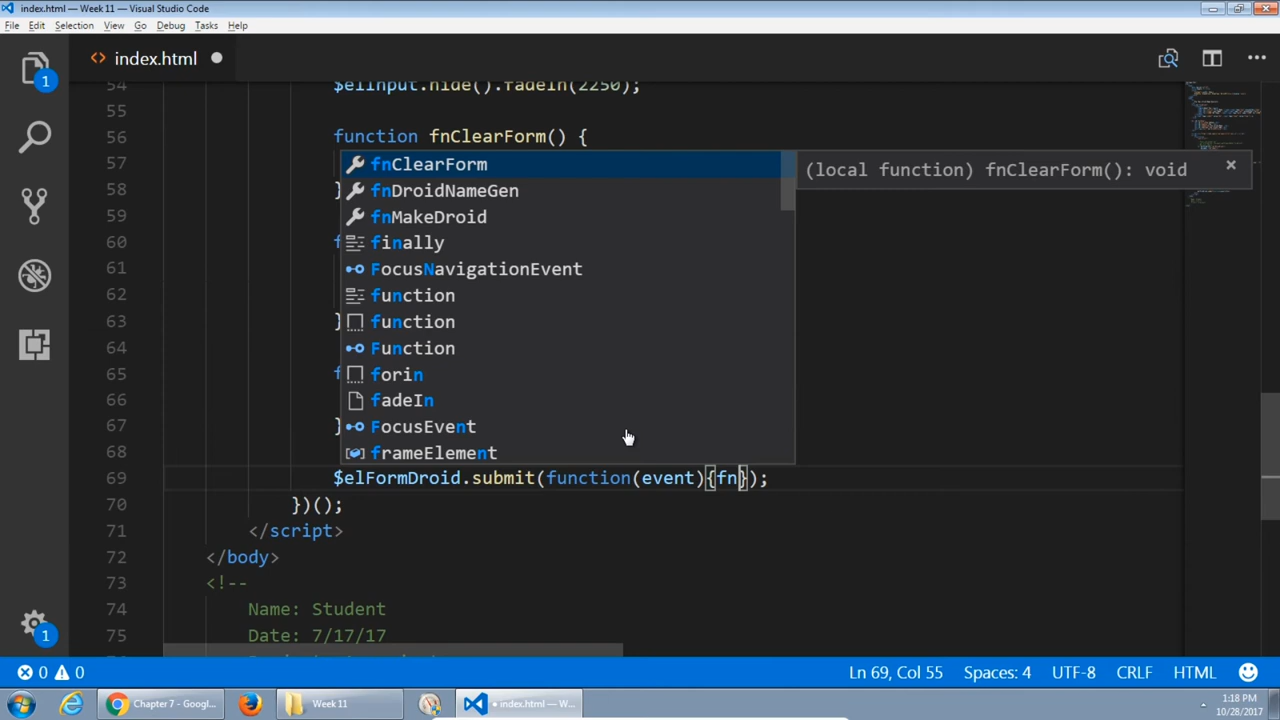 index.html — Week 11 — Visual Studio Code
File Edit Selection View Go Debug Tasks Help
1
index.html
54 $elInput.hide().fadeIn(2250);
55
56 function fnClearForm() {
57 fnClearForm
(local function) fnClearForm(): void ×
58 } fnDroidNameGen
59 fnMakeDroid
60 f finally
61 FocusNavigationEvent
62 function
63 } function
64 Function
65 f forin
66 fadeIn
67 } FocusEvent
68 frameElement
69 $elFormDroid.submit(function(event){fn});
70 })();
71 </script>
72 </body>
73 <!--
74 Name: Student
75 Date: 7/17/17
1
0 0 Ln 69, Col 55 Spaces: 4 UTF-8 CRLF HTML
Chapter 7 - Googl... Week 11 • index.html — W...
1:18 PM
10/28/2017